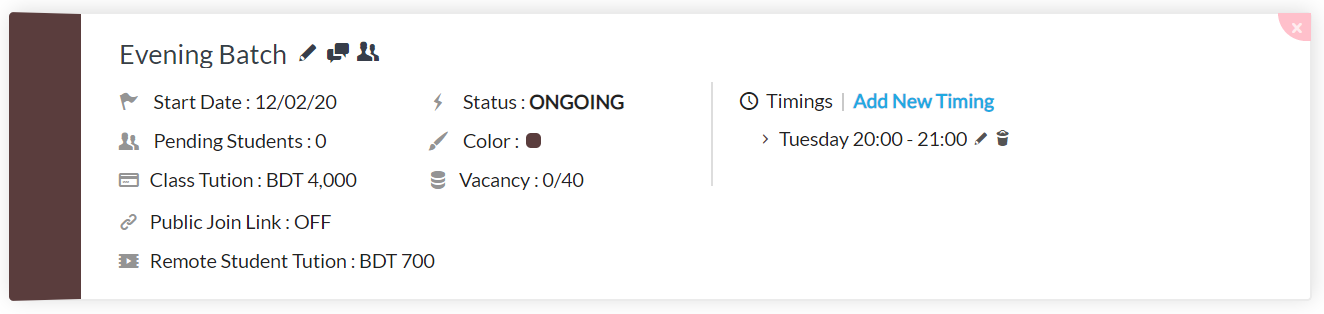 Evening Batch
Start Date : 12/02/20
Pending Students : 0
Class Tution : BDT 4,000
Public Join Link : OFF
Remote Student Tution : BDT 700
Status : ONGOING
Color :
Vacancy : 0/40
Timings | Add New Timing
Tuesday 20:00 - 21:00
x